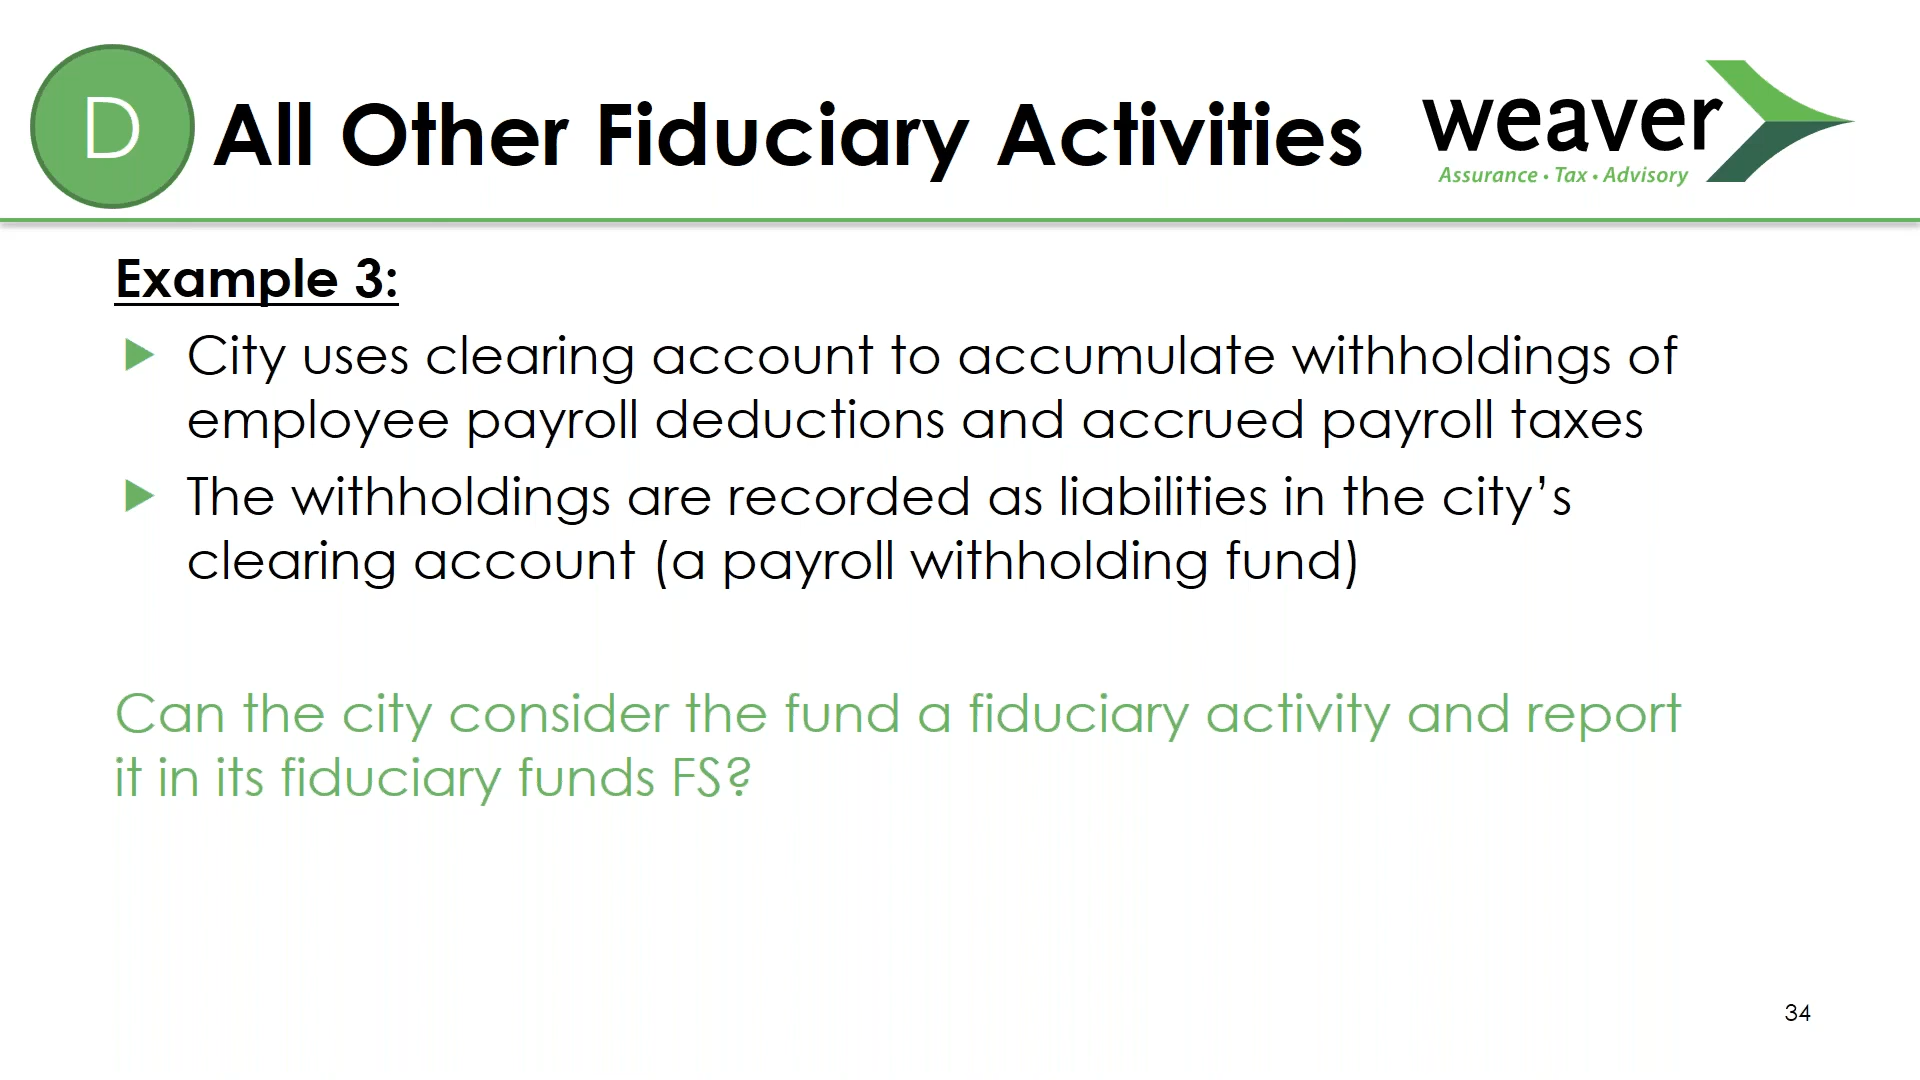 D
All Other Fiduciary Activities
weaver
Assurance • Tax • Advisory
Example 3:
City uses clearing account to accumulate withholdings of
employee payroll deductions and accrued payroll taxes
The withholdings are recorded as liabilities in the city’s
clearing account (a payroll withholding fund)
Can the city consider the fund a fiduciary activity and report
it in its fiduciary funds FS?
34